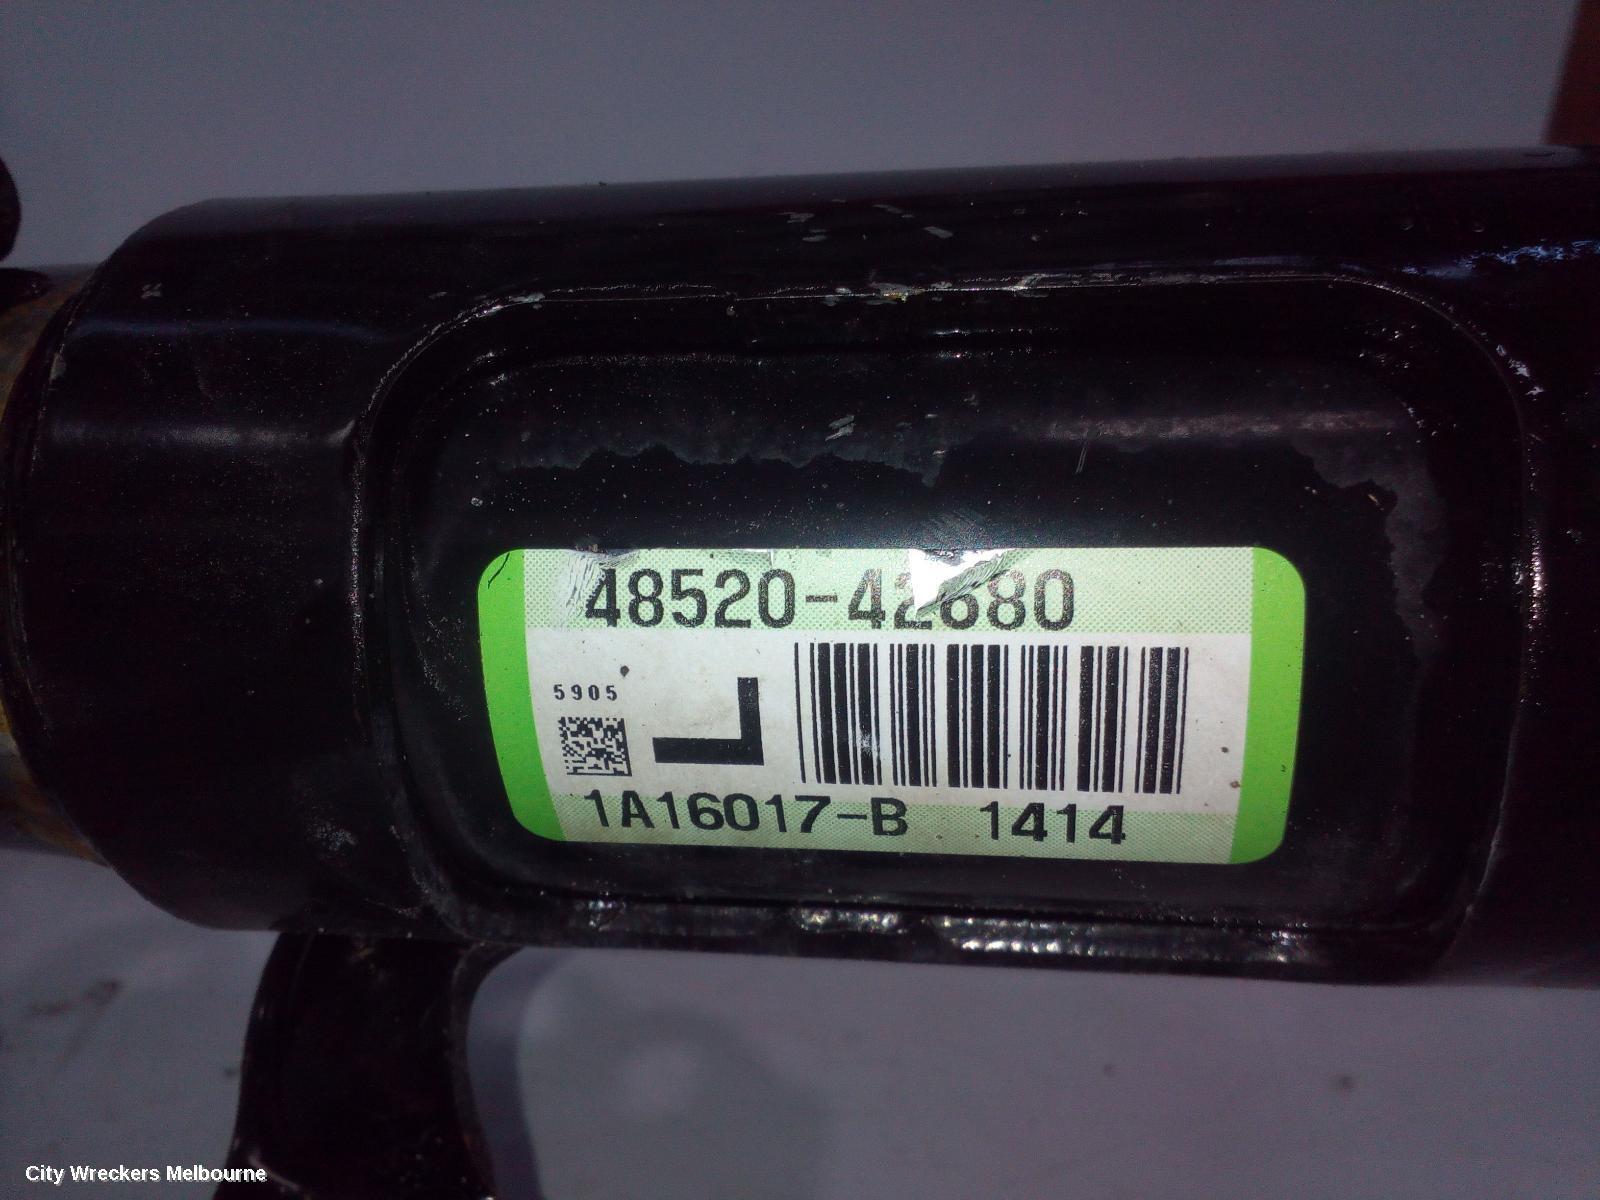 48520-42680
5905
L
1A16017-B 1414
City Wreckers Melbourne